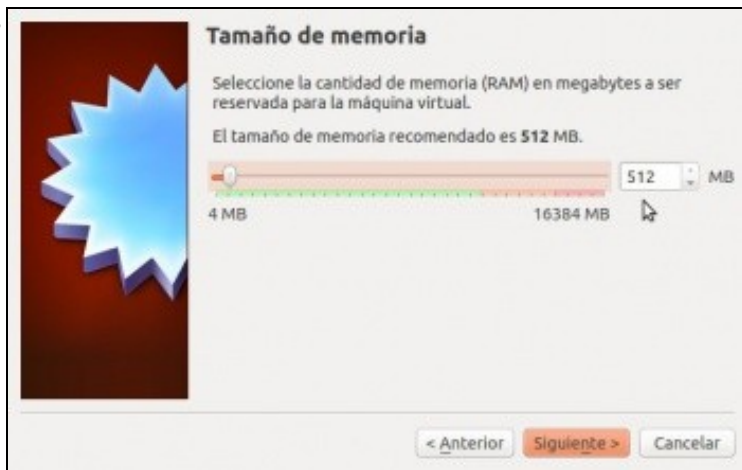 Tamaño de memoria
Seleccione la cantidad de memoria (RAM) en megabytes a ser
reservada para la máquina virtual.
El tamaño de memoria recomendado es 512 MB.
512 MB
4 MB 16384 MB
< Anterior Siguiente > Cancelar